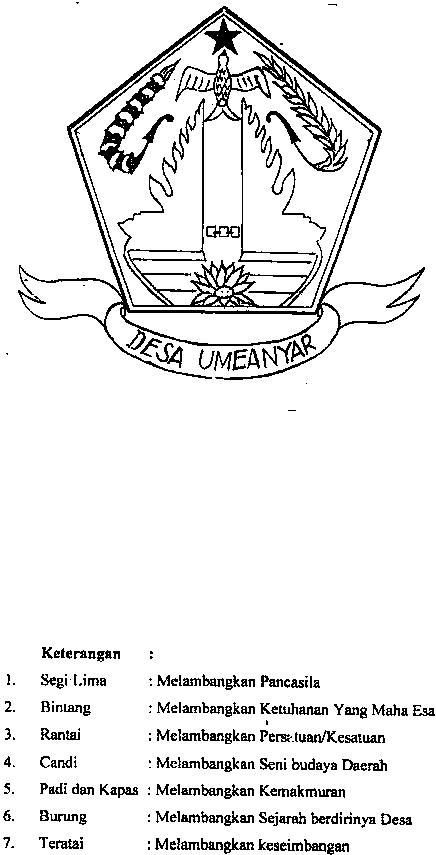 DESA UMEANYAR
Keterangan :
1. Segi Lima : Melambangkan Pancasila
2. Bintang : Melambangkan Ketuhanan Yang Maha Esa
3. Rantai : Melambangkan Persatuan/Kesatuan
4. Candi : Melambangkan Seni budaya Daerah
5. Padi dan Kapas : Melambangkan Kemakmuran
6. Burung : Melambangkan Sejarah berdirinya Desa
7. Teratai : Melambangkan keseimbangan